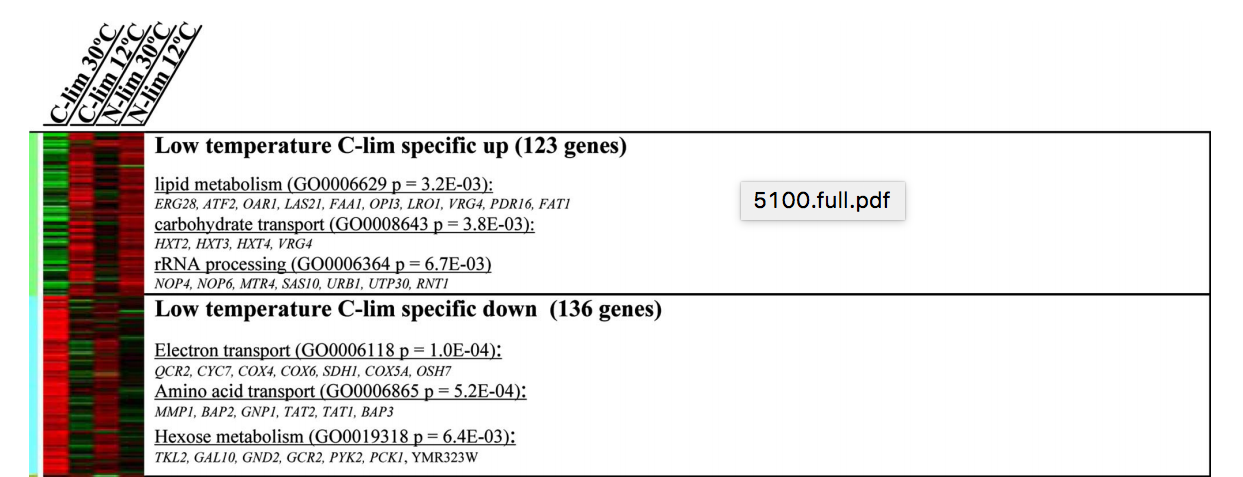 C-lim 30°C
C-lim 12°C
N-lim 30°C
N-lim 12°C
Low temperature C-lim specific up (123 genes)
lipid metabolism (GO0006629 p = 3.2E-03):
ERG28, ATF2, OAR1, LAS21, FAA1, OPI3, LRO1, VRG4, PDR16, FAT1
5100.full.pdf
carbohydrate transport (GO0008643 p = 3.8E-03):
HXT2, HXT3, HXT4, VRG4
rRNA processing (GO0006364 p = 6.7E-03)
NOP4, NOP6, MTR4, SAS10, URB1, UTP30, RNT1
Low temperature C-lim specific down (136 genes)
Electron transport (GO0006118 p = 1.0E-04):
QCR2, CYC7, COX4, COX6, SDH1, COX5A, OSH7
Amino acid transport (GO0006865 p = 5.2E-04):
MMP1, BAP2, GNP1, TAT2, TAT1, BAP3
Hexose metabolism (GO0019318 p = 6.4E-03):
TKL2, GAL10, GND2, GCR2, PYK2, PCK1, YMR323W